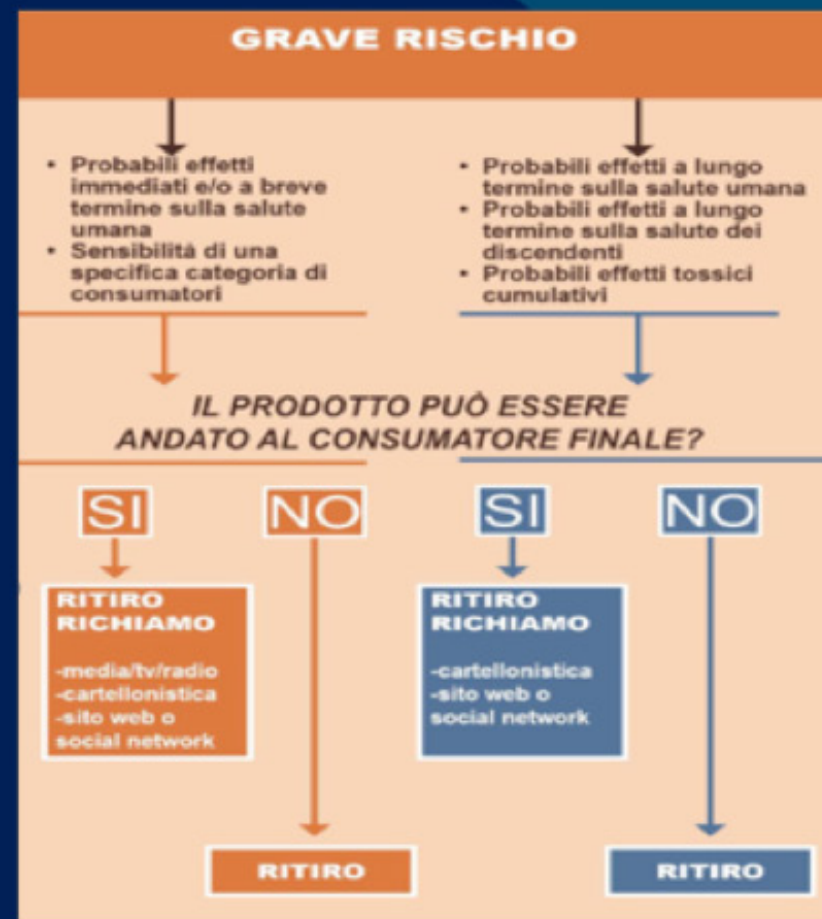 GRAVE RISCHIO
• Probabili effetti
immediati e/o a breve
termine sulla salute
umana
• Sensibilità di una
specifica categoria di
consumatori
• Probabili effetti a lungo
termine sulla salute umana
• Probabili effetti a lungo
termine sulla salute dei
discendenti
• Probabili effetti tossici
cumulativi
IL PRODOTTO PUÒ ESSERE
ANDATO AL CONSUMATORE FINALE?
SI
NO
SI
NO
RITIRO
RICHIAMO
-media/tv/radio
-cartellonistica
-sito web o
social network
RITIRO
RICHIAMO
-cartellonistica
-sito web o
social network
RITIRO
RITIRO